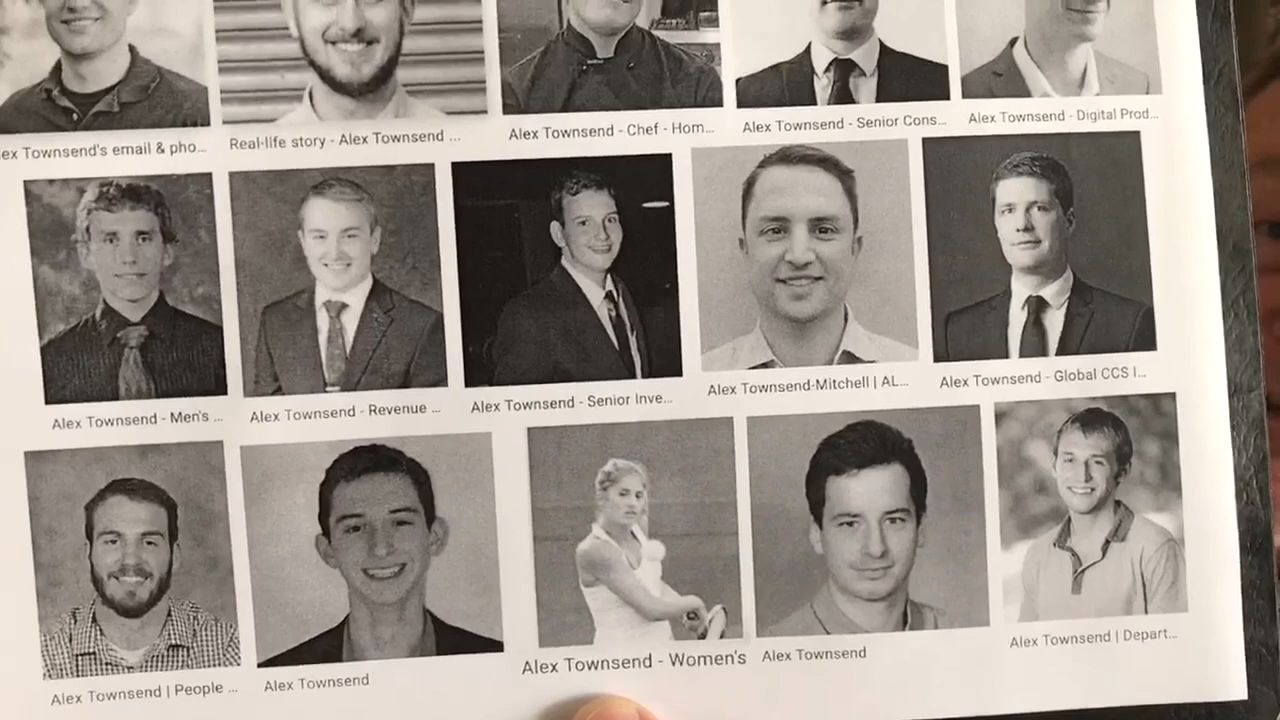 ex Townsend's email & pho...
Real-life story - Alex Townsend ...
Alex Townsend - Chef - Hom...
Alex Townsend - Senior Cons...
Alex Townsend - Digital Prod...
Alex Townsend - Men's ...
Alex Townsend - Revenue ...
Alex Townsend - Senior Inve...
Alex Townsend-Mitchell | AL...
Alex Townsend - Global CCS I...
Alex Townsend | People ...
Alex Townsend
Alex Townsend - Women's
Alex Townsend
Alex Townsend | Depart...